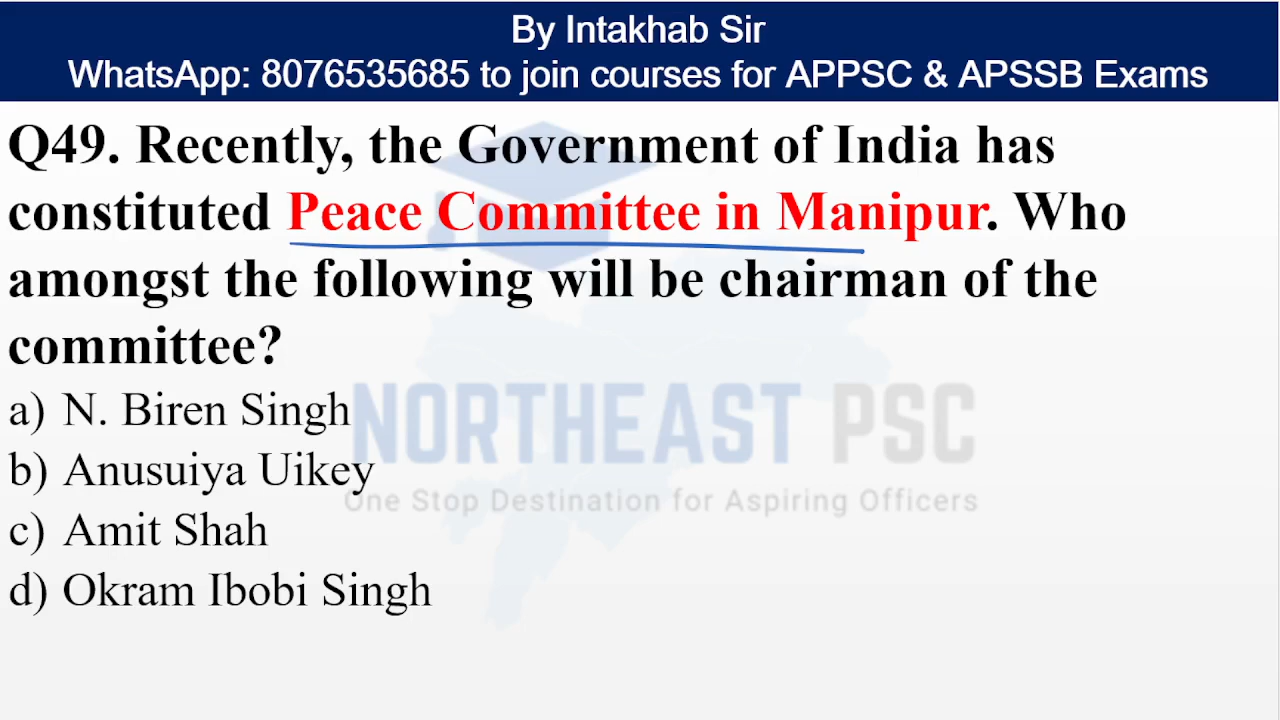 By Intakhab Sir
WhatsApp: 8076535685 to join courses for APPSC & APSSB Exams
Q49. Recently, the Government of India has
constituted Peace Committee in Manipur. Who
amongst the following will be chairman of the
committee?
a) N. Biren Singh
b) Anusuiya Uikey
c) Amit Shah
d) Okram Ibobi Singh
NORTHEAST PSC
One Stop Destination for Aspiring Officers